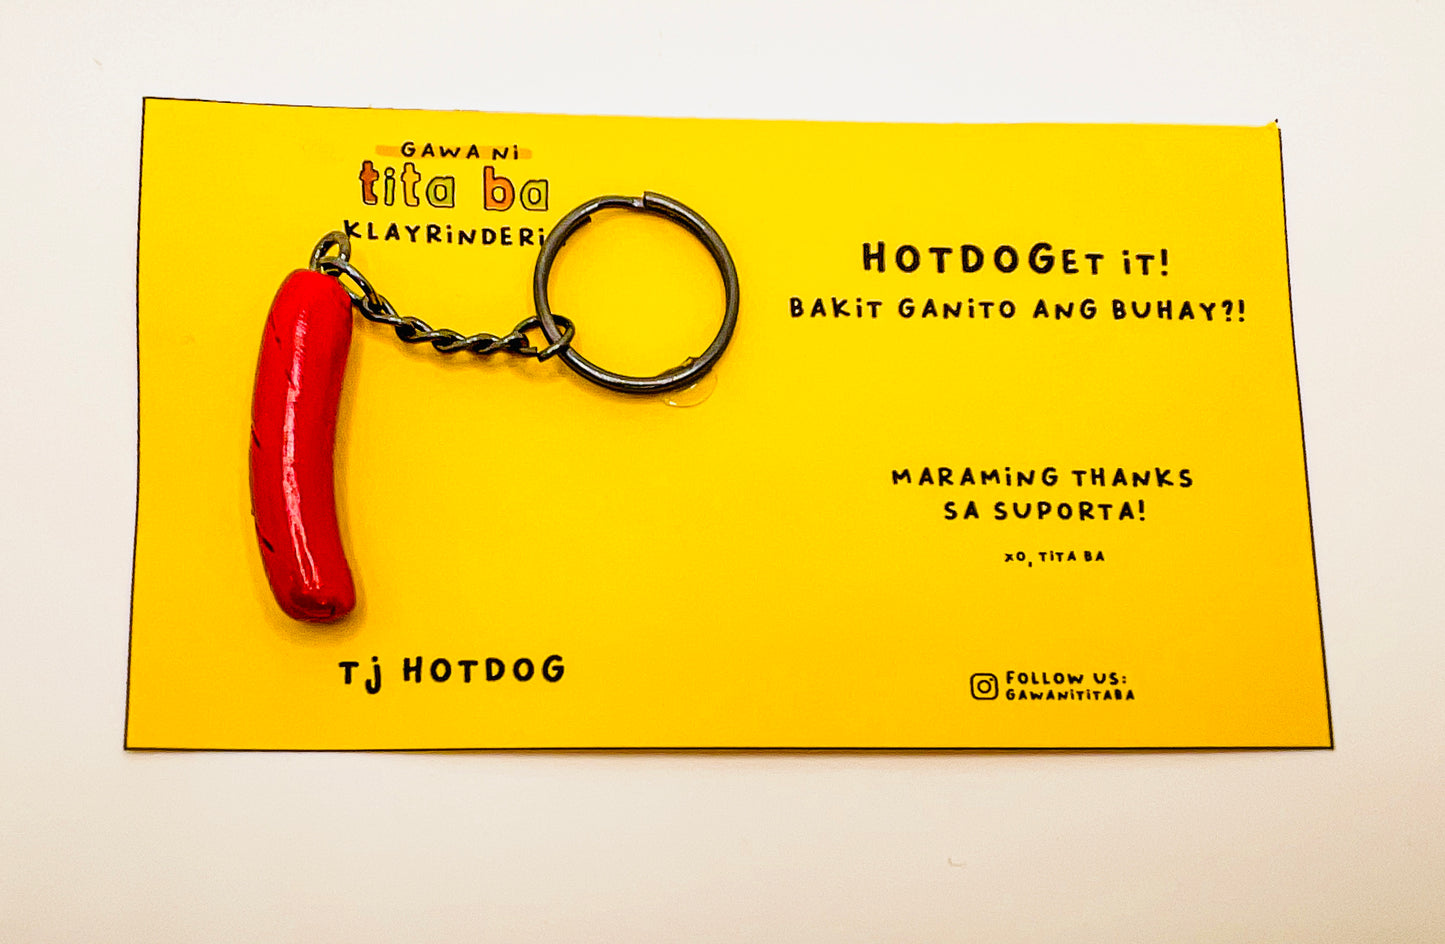 GAWA Ni
tita ba
KLAYRiNDERi
HOTDOGET iT!
BAKiT GANiTO ANG BUHAY?!
MARAMiNG THANKS
SA SUPORTA!
xO, TiTA BA
Tj HOTDOG
FOLLOW US:
GAWANiTiTABA